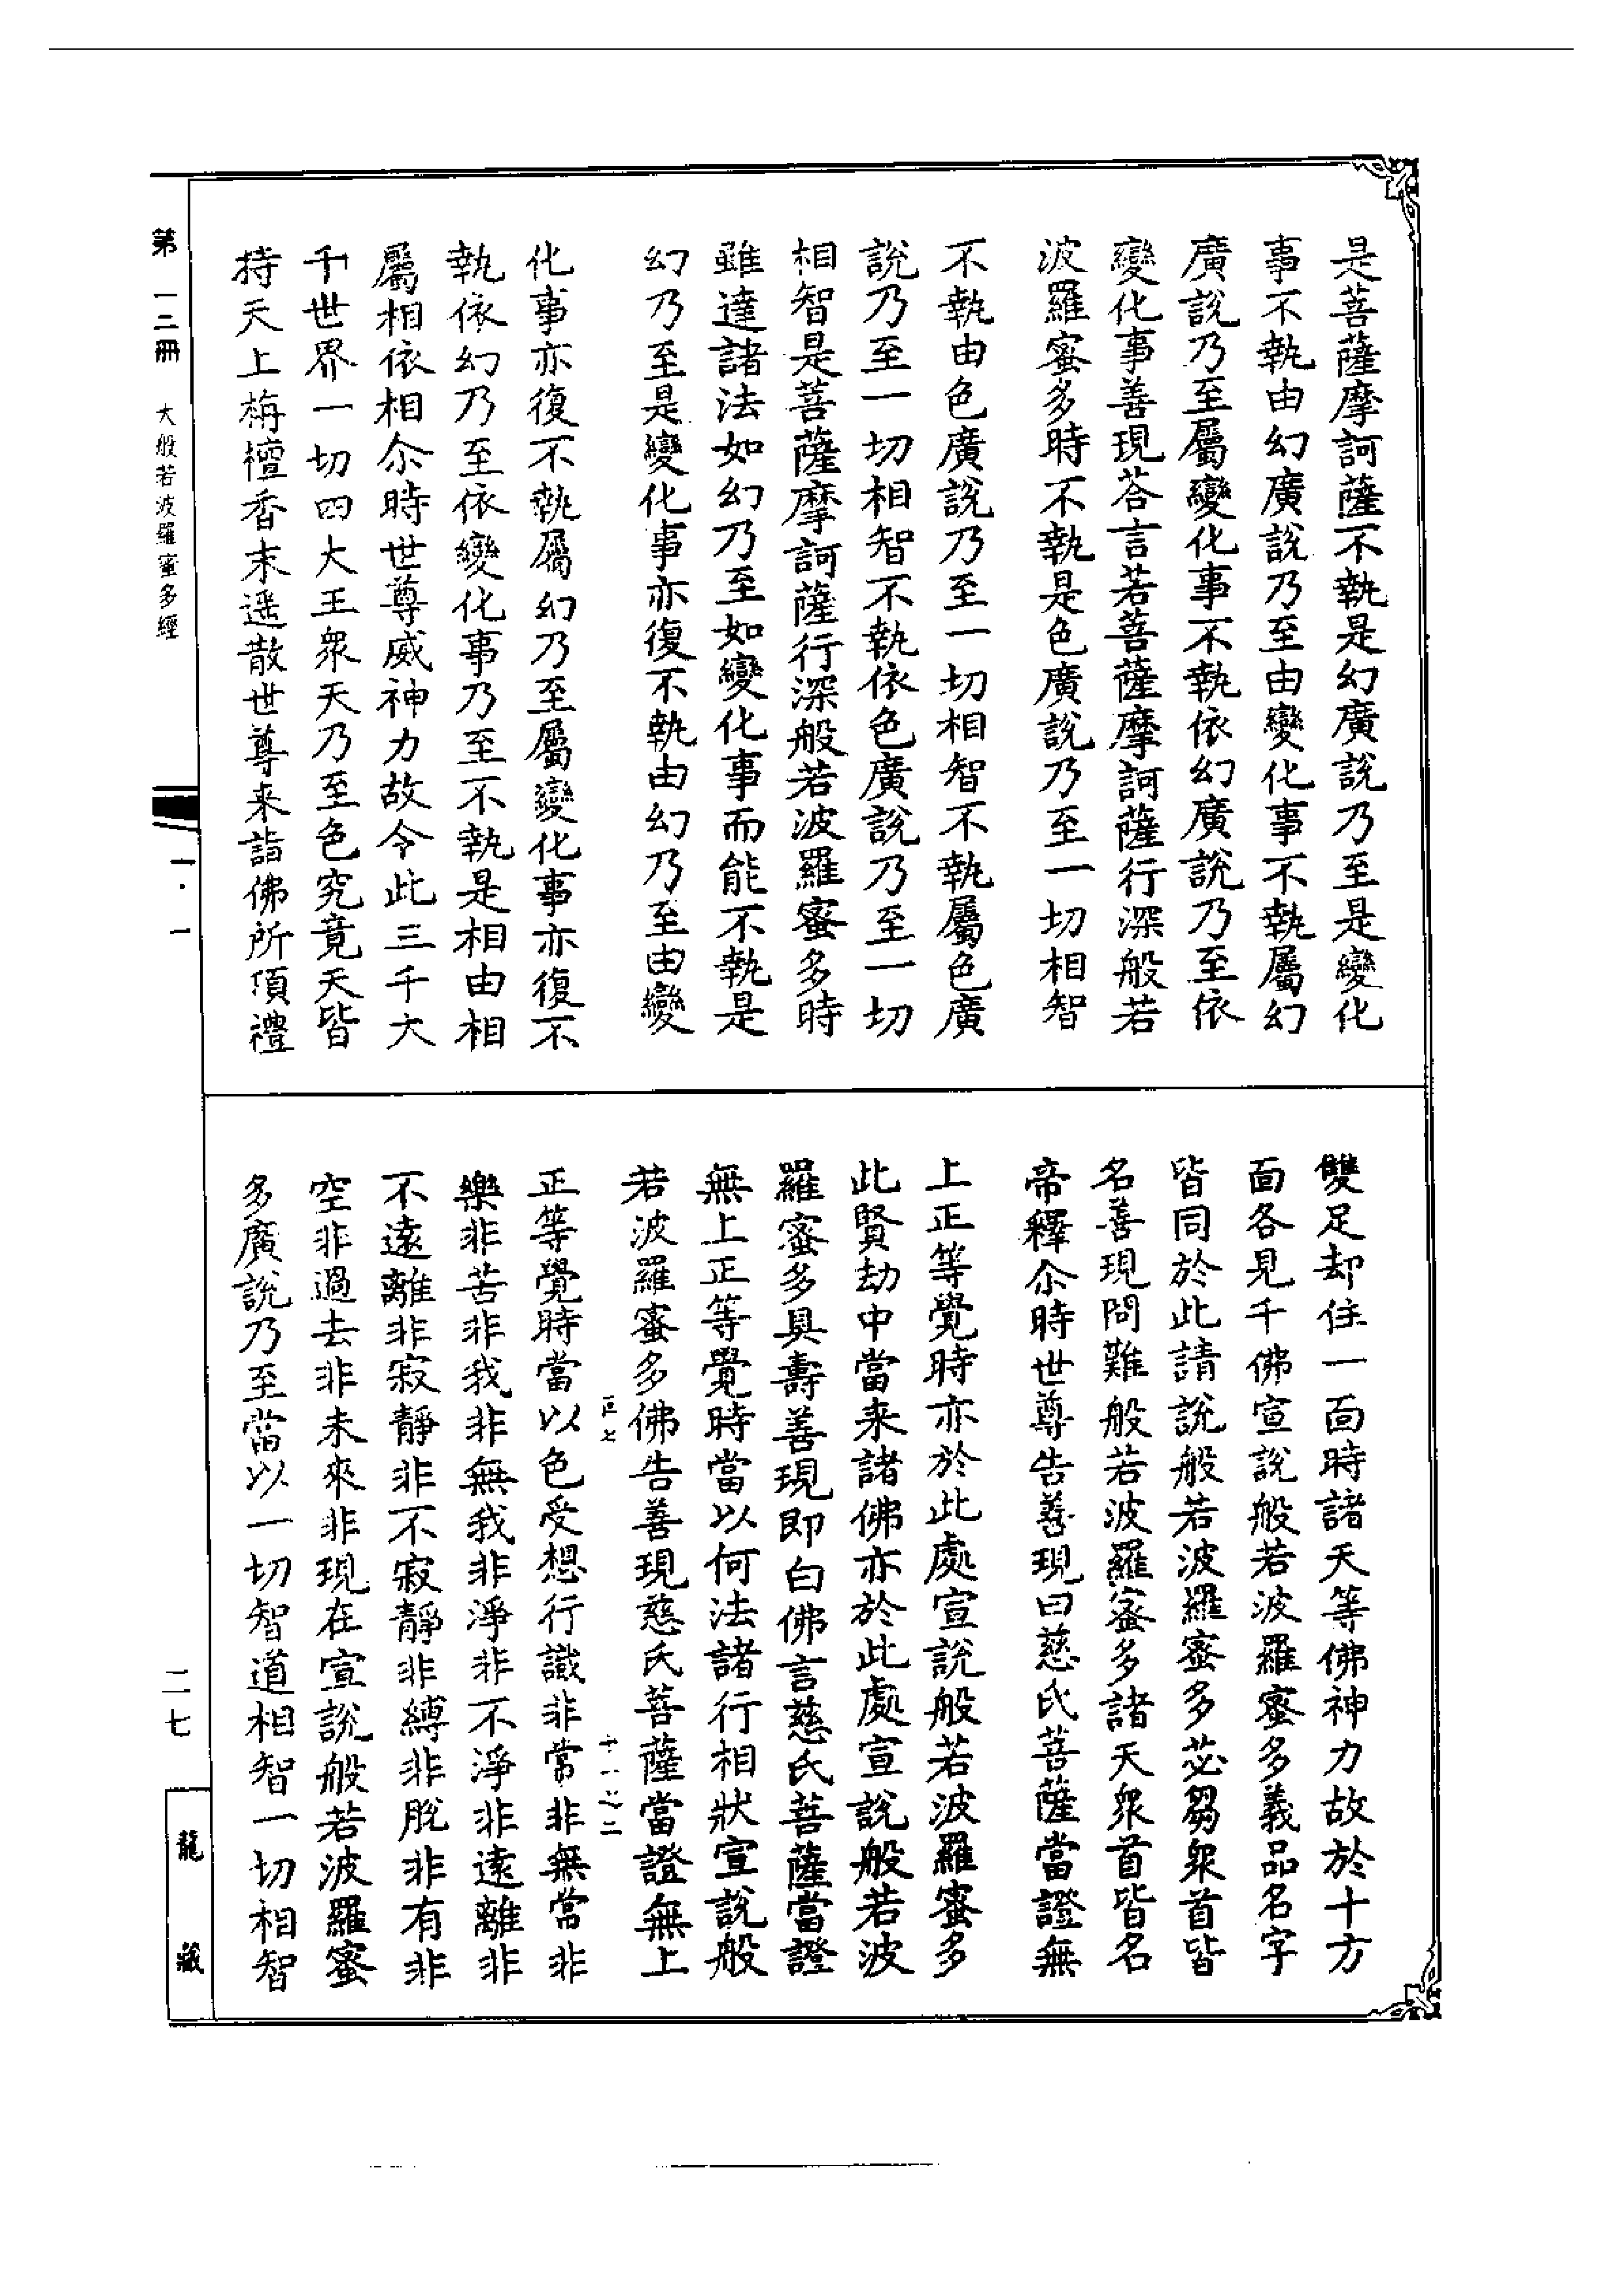 是菩薩摩訶薩不執是幻廣說乃至是變化
事不執由幻廣說乃至由變化事不執屬幻
廣說乃至屬變化事不執依幻廣說乃至依
變化事善現荅言若菩薩摩訶薩行深般若
波羅蜜多時不執是色廣說乃至一切相智
不執由色廣說乃至一切相智不執屬色廣
說乃至一切相智不執依色廣說乃至一切
相智是菩薩摩訶薩行深般若波羅蜜多時
雖達諸法如幻乃至如變化事而能不執是
幻乃至是變化事亦復不執由幻乃至由變
化事亦復不執屬幻乃至屬變化事亦復不
執依幻乃至依變化事乃至不執是相由相
屬相依相尒時世尊威神力故令此三千大
千世界一切四大王衆天乃至色究竟天皆
持天上栴檀香末遥散世尊来詣佛所頂禮
雙足却住一面時諸天等佛神力故於十方
面各見千佛宣說般若波羅蜜多義品名字
皆同於此請說般若波羅蜜多苾芻衆首皆
名善現問難般若波羅蜜多諸天衆首皆名
帝釋尒時世尊告善現曰慈氏菩薩當證無
上正等覺時亦於此處宣說般若波羅蜜多
此賢劫中當来諸佛亦於此處宣說般若波
羅蜜多具壽善現即白佛言慈氏菩薩當證
無上正等覺時當以何法諸行相狀宣說般
若波羅蜜多佛告善現慈氏菩薩當證無上
正等覺時當以色受想行識非常非無常非
樂非苦非我非無我非淨非不淨非遠離非
不遠離非寂靜非不寂靜非縛非脫非有非
空非過去非未來非現在宣說般若波羅蜜
多廣說乃至當以一切智道相智一切相智
第一三冊 大般若波羅蜜多經
一·一
二七
龍藏